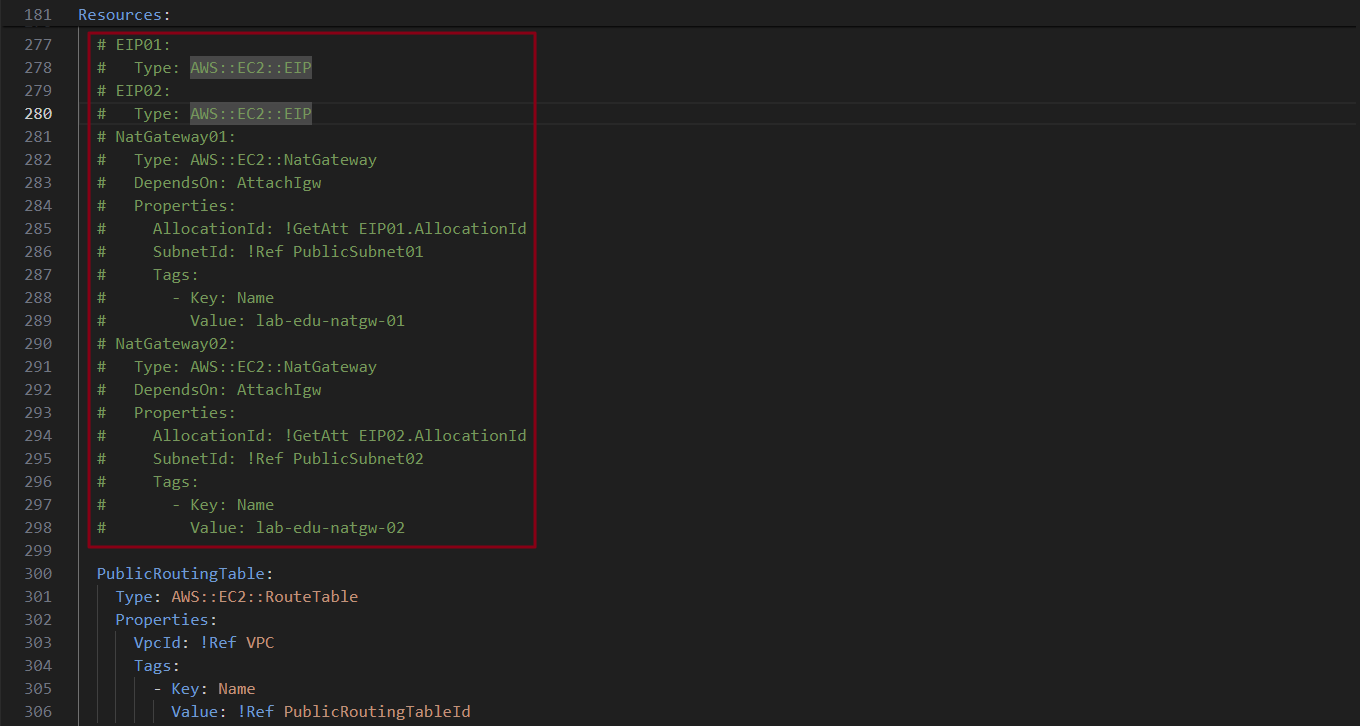 181 Resources:
277 # EIP01:
278 #   Type: AWS::EC2::EIP
279 # EIP02:
280 #   Type: AWS::EC2::EIP
281 # NatGateway01:
282 #   Type: AWS::EC2::NatGateway
283 #   DependsOn: AttachIgw
284 #   Properties:
285 #     AllocationId: !GetAtt EIP01.AllocationId
286 #     SubnetId: !Ref PublicSubnet01
287 #     Tags:
288 #       - Key: Name
289 #         Value: lab-edu-natgw-01
290 # NatGateway02:
291 #   Type: AWS::EC2::NatGateway
292 #   DependsOn: AttachIgw
293 #   Properties:
294 #     AllocationId: !GetAtt EIP02.AllocationId
295 #     SubnetId: !Ref PublicSubnet02
296 #     Tags:
297 #       - Key: Name
298 #         Value: lab-edu-natgw-02
299
300 PublicRoutingTable:
301   Type: AWS::EC2::RouteTable
302   Properties:
303     VpcId: !Ref VPC
304     Tags:
305       - Key: Name
306         Value: !Ref PublicRoutingTableId